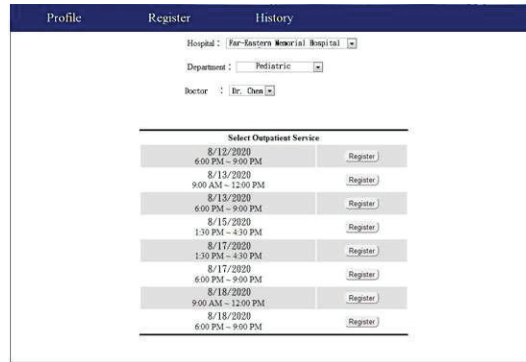 Profile Register History
Hospital : Far-Eastern Memorial Hospital
Department : Pediatric
Doctor : Dr. Chen
Select Outpatient Service
8/12/2020
6:00 PM ~ 9:00 PM Register
8/13/2020
9:00 AM ~ 12:00 PM Register
8/13/2020
6:00 PM ~ 9:00 PM Register
8/15/2020
1:30 PM ~ 4:30 PM Register
8/17/2020
1:30 PM ~ 4:30 PM Register
8/17/2020
6:00 PM ~ 9:00 PM Register
8/18/2020
9:00 AM ~ 12:00 PM Register
8/18/2020
6:00 PM ~ 9:00 PM Register